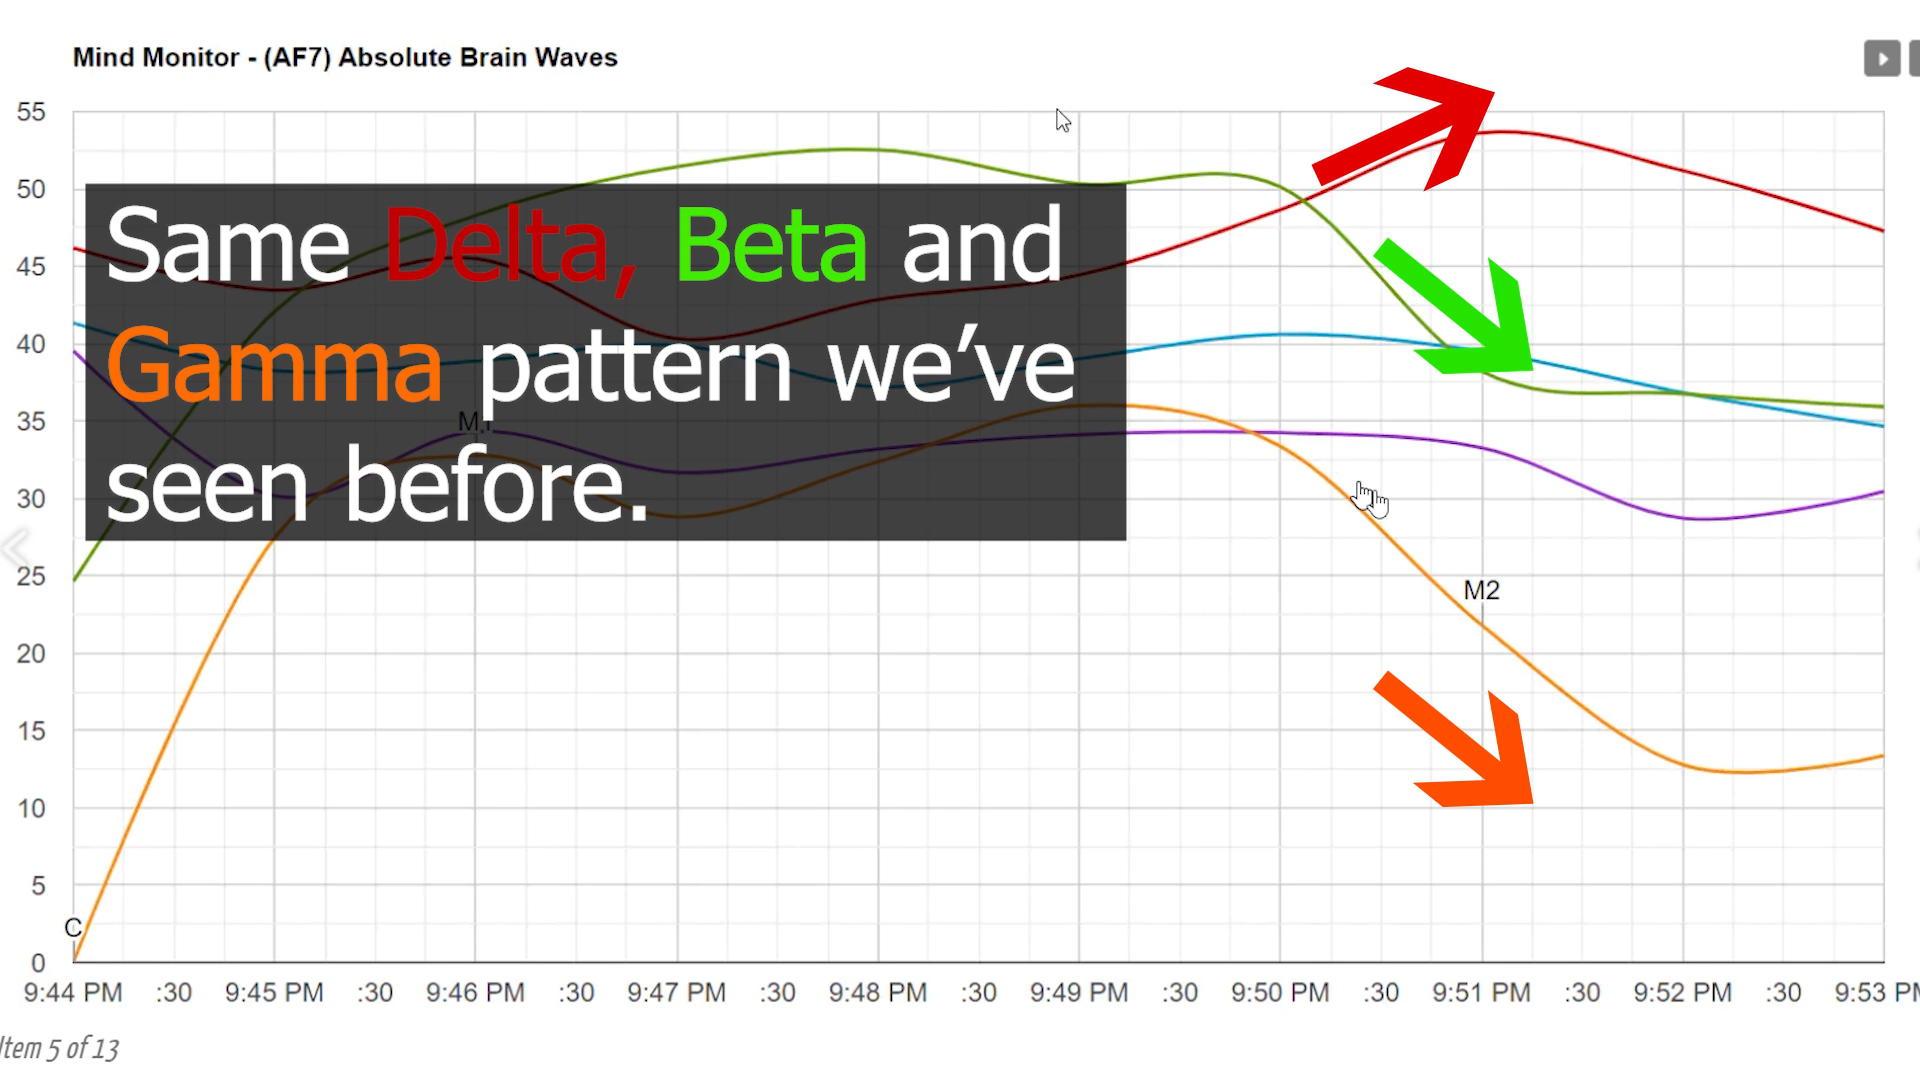 Mind Monitor - (AF7) Absolute Brain Waves
55
50
45
40
35
30
25
20
15
10
5
0
Same Delta, Beta and
Gamma pattern we've
seen before.
M1
M2
C
9:44 PM :30 9:45 PM :30 9:46 PM :30 9:47 PM :30 9:48 PM :30 9:49 PM :30 9:50 PM :30 9:51 PM :30 9:52 PM :30 9:53 PM
Item 5 of 13